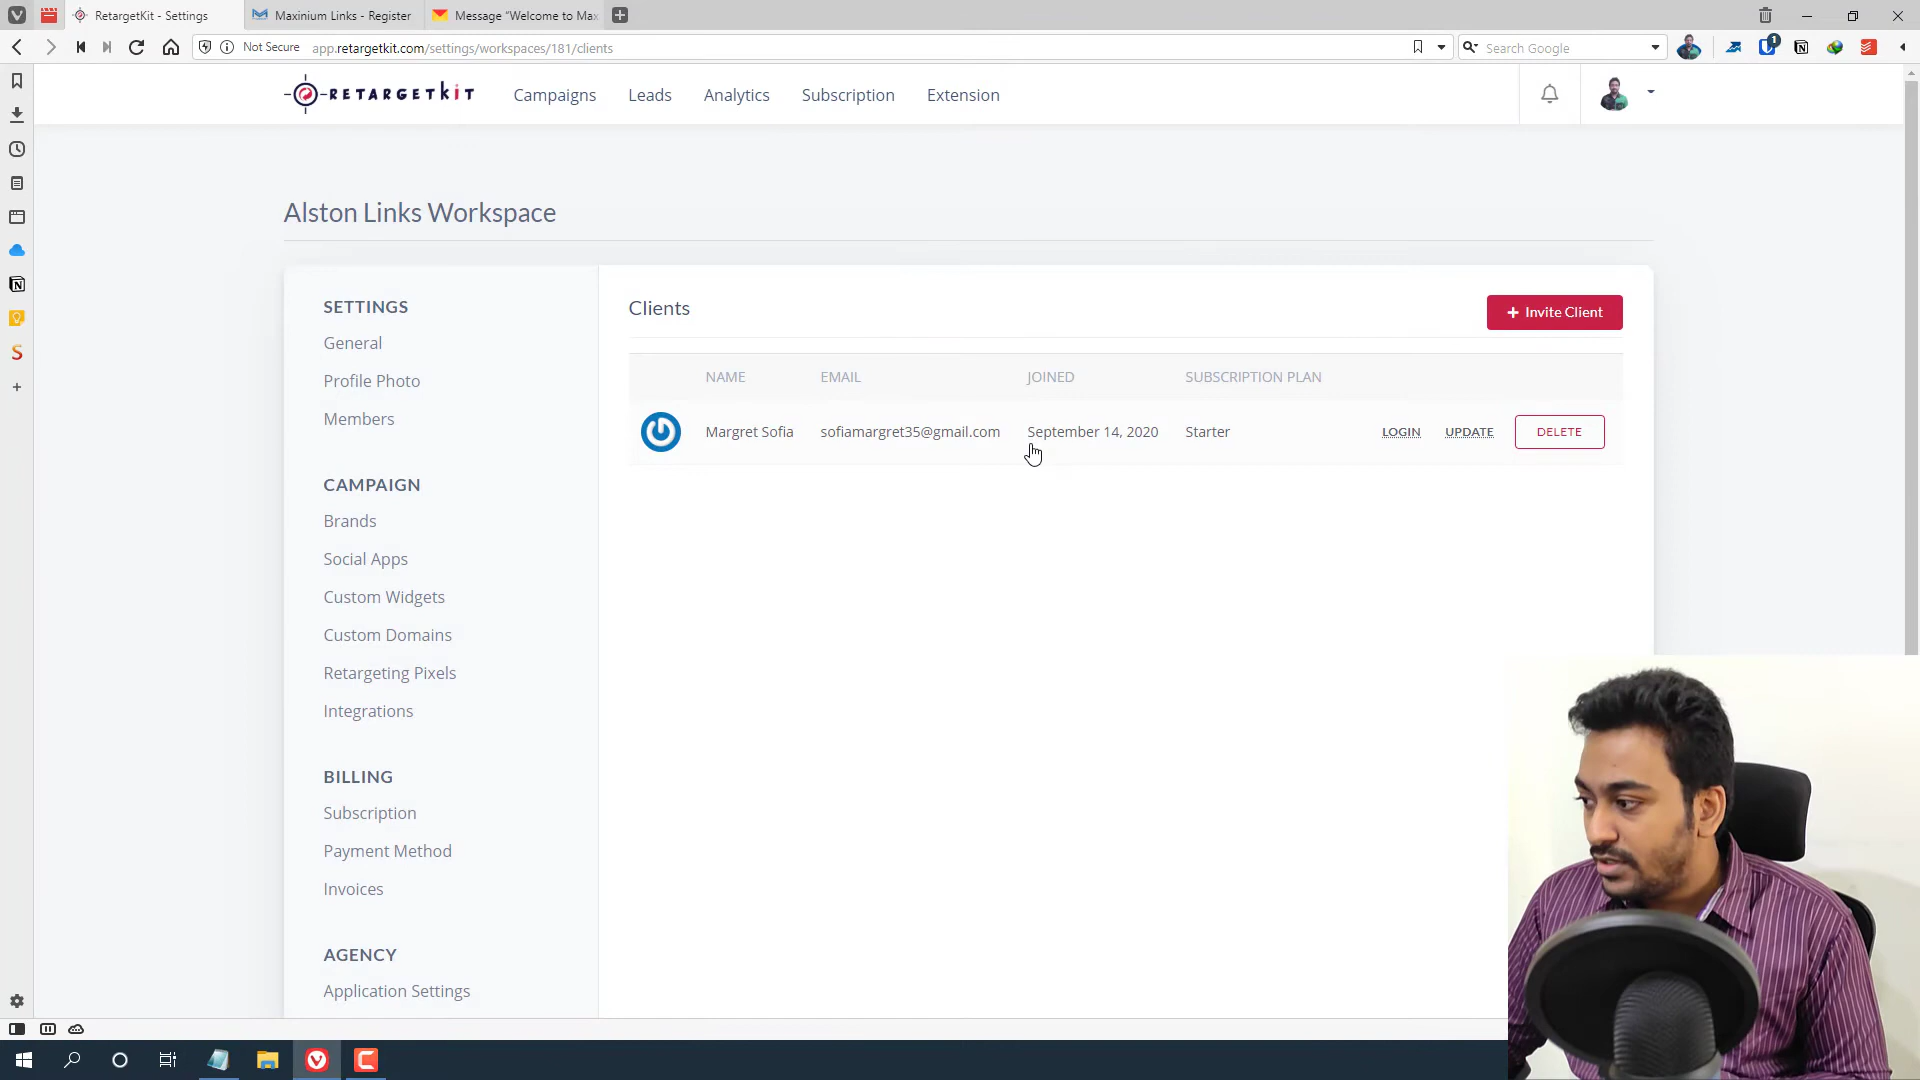 RetargetKit - Settings
Maxinium Links - Register
Message "Welcome to Max
Not Secure
app.retargetkit.com/settings/workspaces/181/clients
Search Google
1
RETARGETKIT
Campaigns
Leads
Analytics
Subscription
Extension
Alston Links Workspace
SETTINGS
General
Profile Photo
Members
CAMPAIGN
Brands
Social Apps
Custom Widgets
Custom Domains
Retargeting Pixels
Integrations
BILLING
Subscription
Payment Method
Invoices
AGENCY
Application Settings
Clients
+ Invite Client
NAME EMAIL JOINED SUBSCRIPTION PLAN
Margret Sofia sofiamargret35@gmail.com September 14, 2020 Starter LOGIN UPDATE DELETE